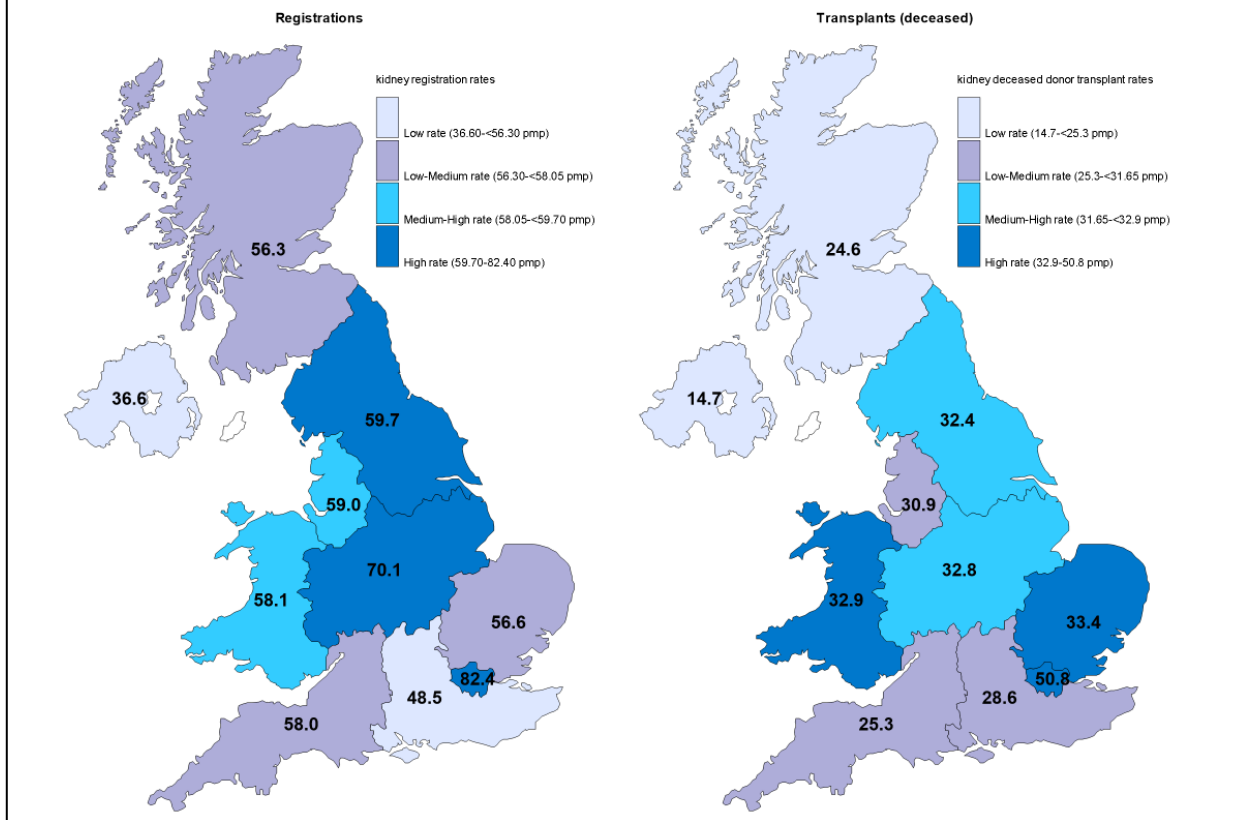 Registrations
kidney registration rates
Low rate (36.60-<56.30 pmp)
Low-Medium rate (56.30-<58.05 pmp)
Medium-High rate (58.05-<59.70 pmp)
High rate (59.70-82.40 pmp)
56.3
36.6
59.7
59.0
70.1
58.1
56.6
82.4
48.5
58.0
Transplants (deceased)
kidney deceased donor transplant rates
Low rate (14.7-<25.3 pmp)
Low-Medium rate (25.3-<31.65 pmp)
Medium-High rate (31.65-<32.9 pmp)
High rate (32.9-50.8 pmp)
24.6
14.7
32.4
30.9
32.8
32.9
33.4
50.8
28.6
25.3